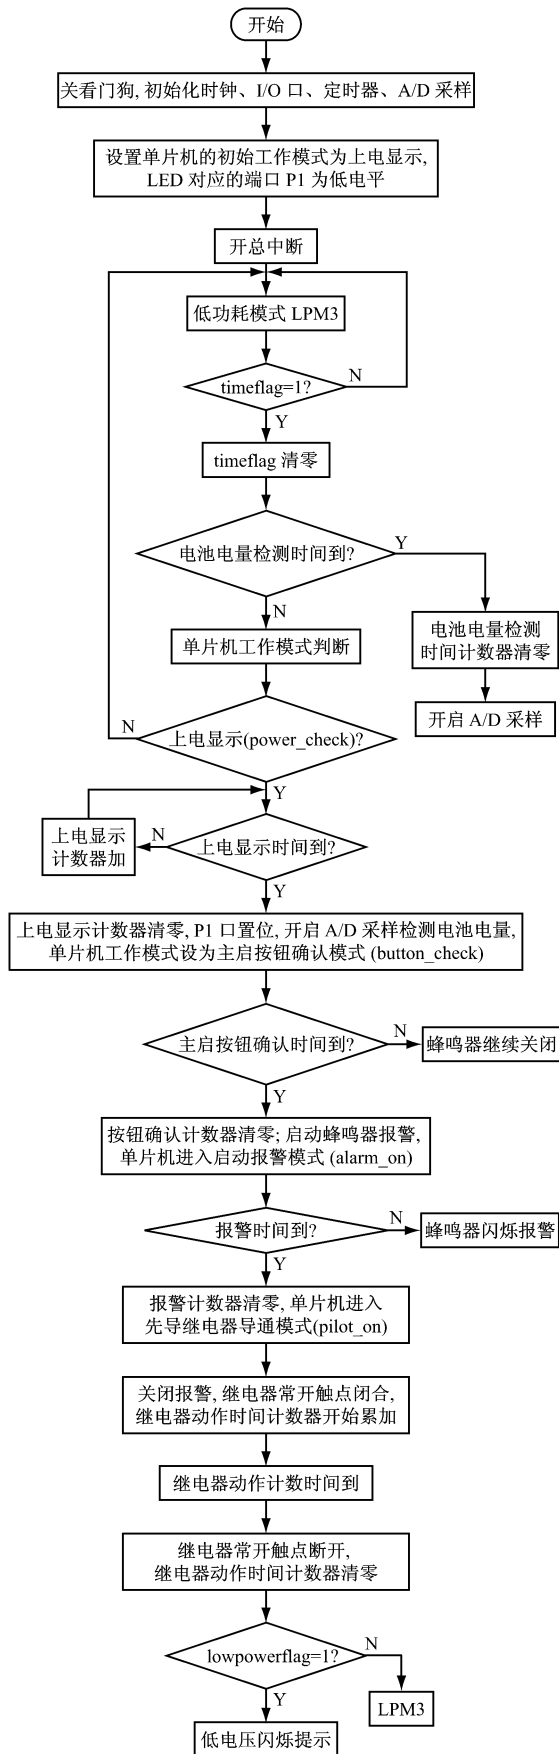 开始
关看门狗, 初始化时钟、I/O 口、定时器、A/D 采样
设置单片机的初始工作模式为上电显示,
LED 对应的端口 P1 为低电平
开总中断
低功耗模式 LPM3
timeflag=1?
N
Y
timeflag 清零
电池电量检测时间到?
Y
N
电池电量检测
时间计数器清零
开启 A/D 采样
单片机工作模式判断
上电显示(power_check)?
N
Y
上电显示时间到?
N
上电显示
计数器加
Y
上电显示计数器清零, P1 口置位, 开启 A/D 采样检测电池电量,
单片机工作模式设为主启按钮确认模式 (button_check)
主启按钮确认时间到?
N
蜂鸣器继续关闭
Y
按钮确认计数器清零; 启动蜂鸣器报警,
单片机进入启动报警模式 (alarm_on)
报警时间到?
N
蜂鸣器闪烁报警
Y
报警计数器清零, 单片机进入
先导继电器导通模式(pilot_on)
关闭报警, 继电器常开触点闭合,
继电器动作时间计数器开始累加
继电器动作计数时间到
继电器常开触点断开,
继电器动作时间计数器清零
lowpowerflag=1?
N
LPM3
Y
低电压闪烁提示